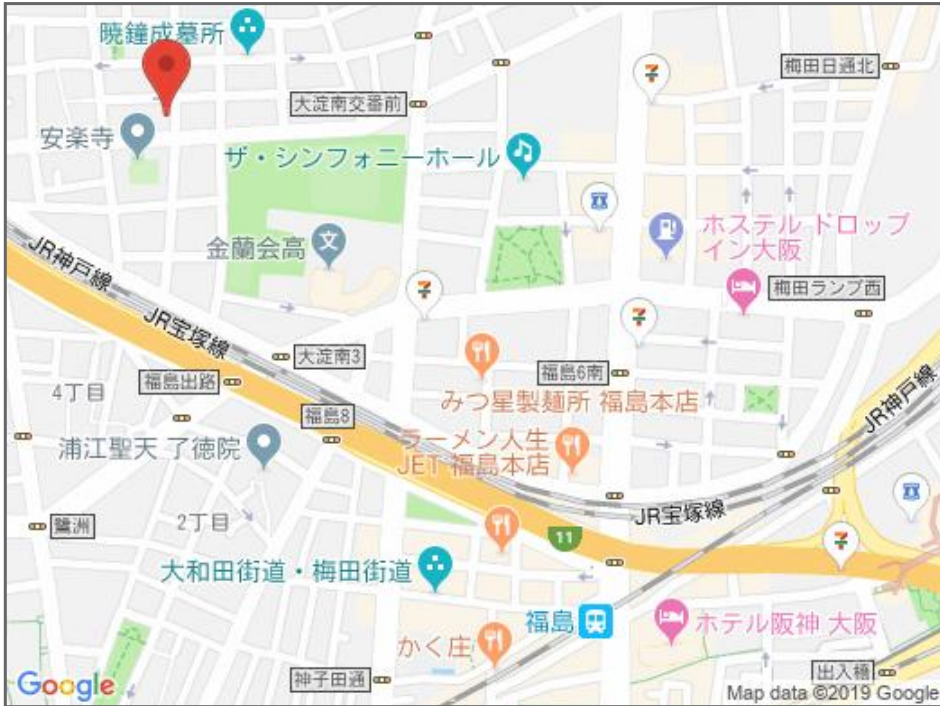 暁鐘成墓所
梅田日通北
大淀南交番前
安楽寺
ザ・シンフォニーホール
金蘭会高
ホステル ドロップ
イン大阪
JR神戸線
梅田ランプ西
JR宝塚線
大淀南3
福島出路
福島6南
4丁目
みつ星製麺所 福島本店
JR神戸線
福島8
ラーメン人生
JET 福島本店
浦江聖天 了徳院
鷺洲
2丁目
JR宝塚線
11
大和田街道・梅田街道
福島
ホテル阪神 大阪
かく庄
神子田通
出入橋
Google
Map data ©2019 Google